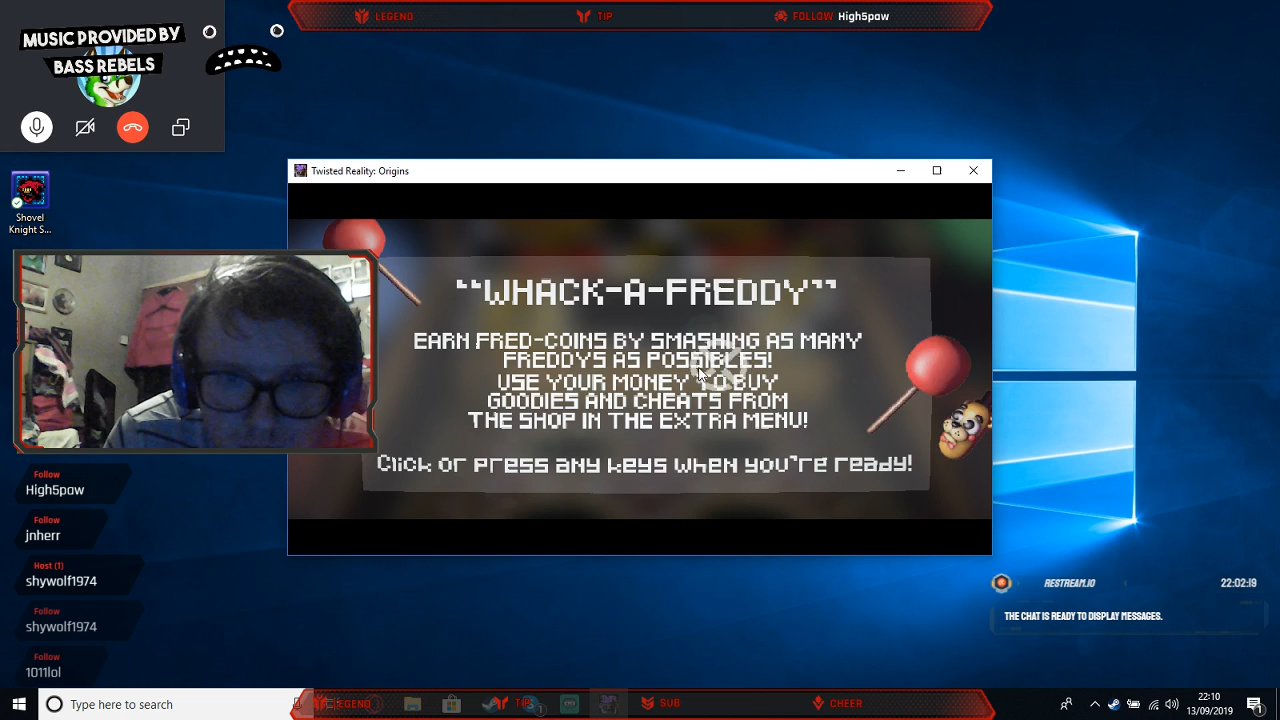 LEGEND
TIP
FOLLOW High5paw
MUSIC PROVIDED BY
BASS REBELS
Twisted Reality: Origins
Shovel
Knight S...
"WHACK-A-FREDDY"
EARN FRED-COINS BY SMASHING AS MANY
FREDDYS AS POSSIBLES!
USE YOUR MONEY TO BUY
GOODIES AND CHEATS FROM
THE SHOP IN THE EXTRA MENU!
Click or press any keys when you're ready!
Follow
High5paw
Follow
jnherr
Host (1)
shywolf1974
Follow
shywolf1974
Follow
1011lol
RESTREAM.IO
22:02:19
THE CHAT IS READY TO DISPLAY MESSAGES.
Type here to search
LEGEND
TIP
SUB
CHEER
22:10
13/09/2019